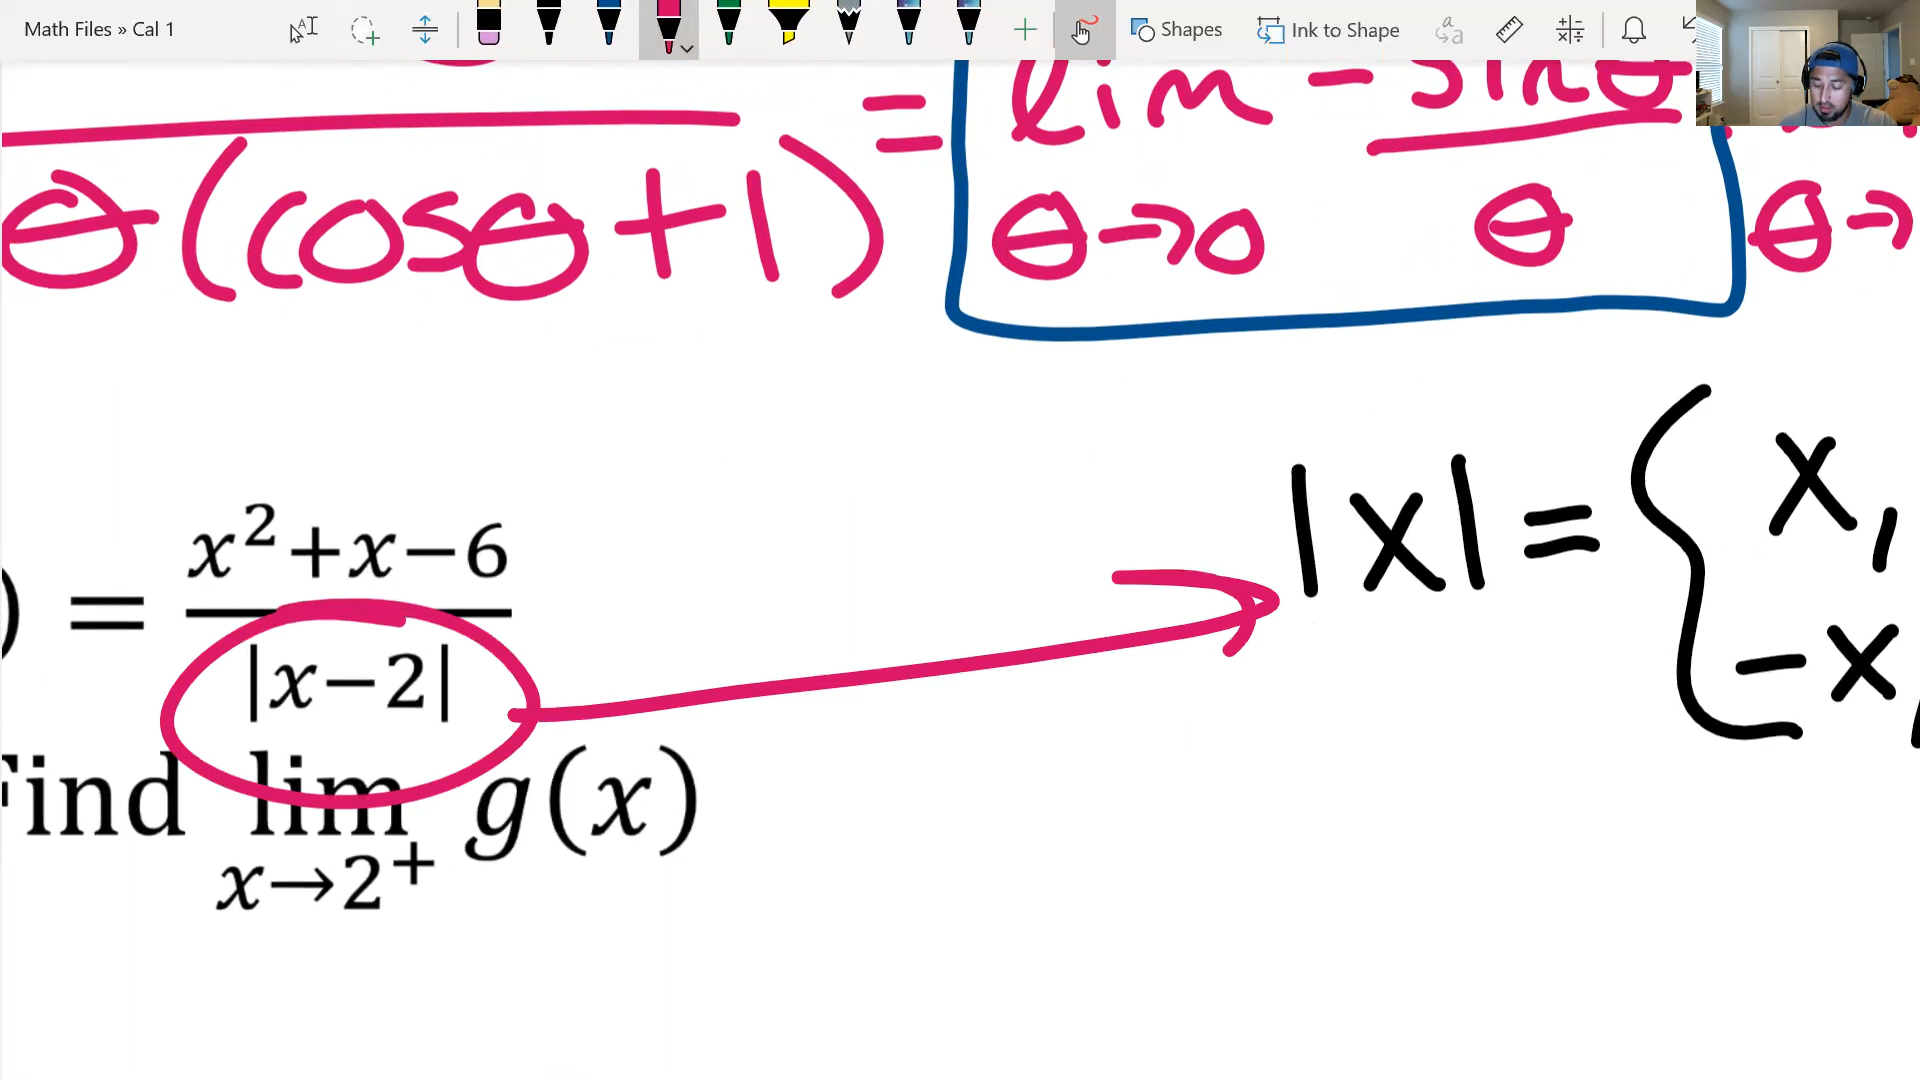 Math Files » Cal 1
Shapes
Ink to Shape
= lim - sinθ
θ(cosθ+1)
θ→0 θ
θ→
) = x²+x−6
|x−2|
|x| = { x,
-x,
Find lim g(x)
x→2⁺